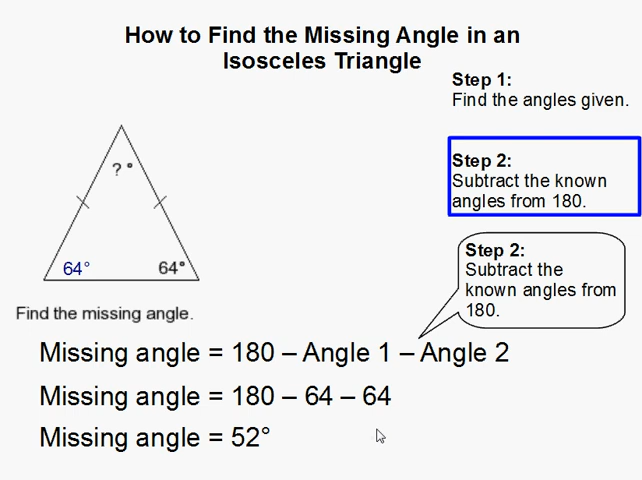 How to Find the Missing Angle in an
Isosceles Triangle
Step 1:
Find the angles given.
Step 2:
Subtract the known
angles from 180.
Step 2:
Subtract the
known angles from
180.
? °
64°
64°
Find the missing angle.
Missing angle = 180 – Angle 1 – Angle 2
Missing angle = 180 – 64 – 64
Missing angle = 52°